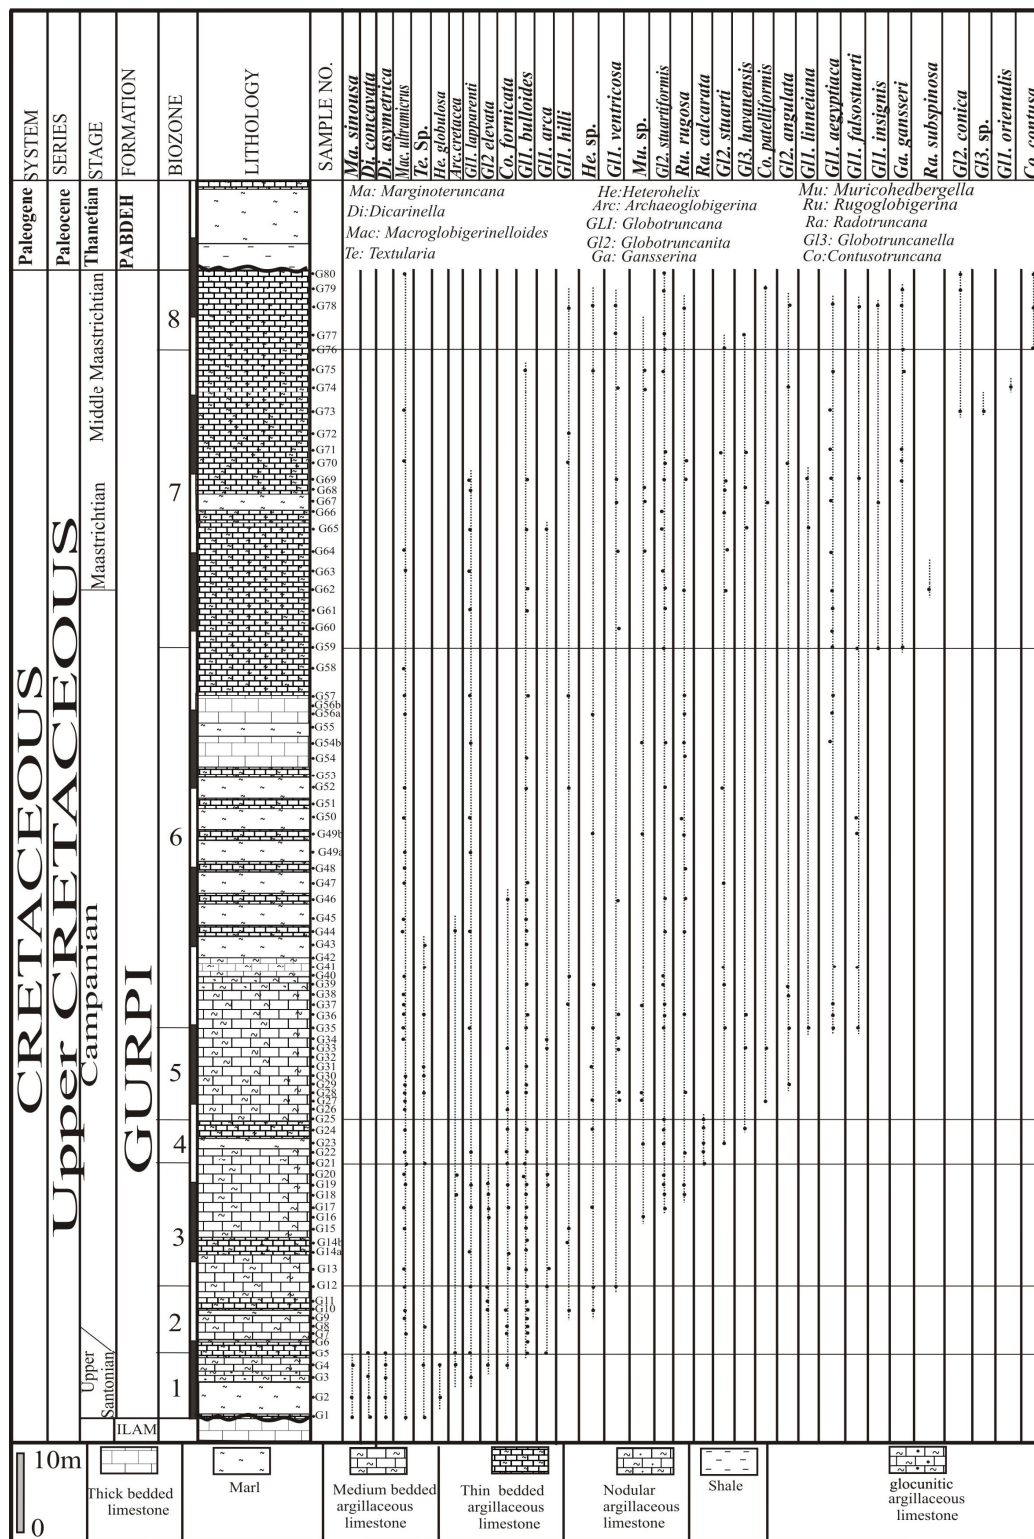 SYSTEM
SERIES
STAGE
FORMATION
BIOZONE
LITHOLOGY
SAMPLE NO.
Ma. sinousa
Di. concavata
Di. asymetrica
Mac. ultramicrus
Te. Sp.
He. globulosa
Arc. cretacea
Gl1. lapparenti
Gl2 elevata
Co. fornicata
Gl1. bulloides
Gl1. arca
Gl1. hilli
He. sp.
Gl1. ventricosa
Mu. sp.
Gl2. stuartiformis
Ru. rugosa
Ra. calcarata
Gl2. stuarti
Gl3. havanensis
Co. patelliformis
Gl2. angulata
Gl1. linneiana
Gl1. aegyptiaca
Gl1. falsostuarti
Gl1. insignis
Ga. gansseri
Ra. subspinosa
Gl2. conica
Gl3. sp.
Gl1. orientalis
Co. contusa
Paleogene
Paleocene
Thanetian
PABDEH
Ma: Marginoteruncana
Di:Dicarinella
Mac: Macroglobigerinelloides
Te: Textularia
He:Heterohelix
Arc: Archaeoglobigerina
GLI: Globotruncana
Gl2: Globotruncanita
Ga: Gansserina
Mu: Muricohedbergella
Ru: Rugoglobigerina
Ra: Radotruncana
Gl3: Globotruncanella
Co:Contusotruncana
CRETACEOUS
Upper CRETACEOUS
Middle Maastrichtian
Maastrichtian
Campanian
Upper
Santonian
GURPI
ILAM
8
7
6
5
4
3
2
1
G80
G79
G78
G77
G76
G75
G74
G73
G72
G71
G70
G69
G68
G67
G66
G65
G64
G63
G62
G61
G60
G59
G58
G57
G56b
G56a
G55
G54b
G54
G53
G52
G51
G50
G49b
G49a
G48
G47
G46
G45
G44
G43
G42
G41
G40
G39
G38
G37
G36
G35
G34
G33
G32
G31
G30
G29
G28
G27
G26
G25
G24
G23
G22
G21
G20
G19
G18
G17
G16
G15
G14b
G14a
G13
G12
G11
G10
G9
G8
G7
G6
G5
G4
G3
G2
G1
10m
0
Thick bedded
limestone
Marl
Medium bedded
argillaceous
limestone
Thin bedded
argillaceous
limestone
Nodular
argillaceous
limestone
Shale
glocunitic
argillaceous
limestone